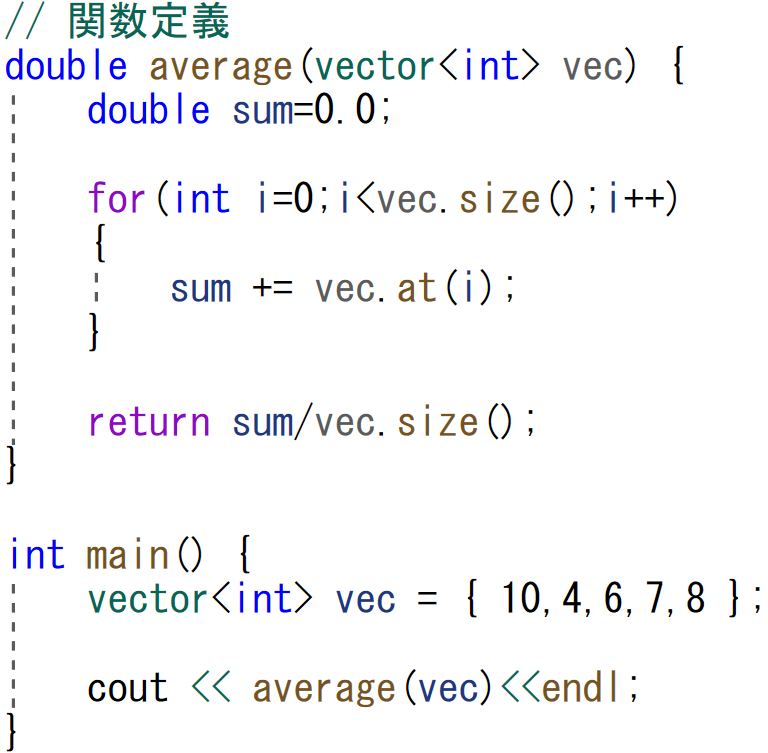 // 関数定義
double average(vector<int> vec) {
    double sum=0.0;
    for(int i=0;i<vec.size();i++)
    {
        sum += vec.at(i);
    }
    return sum/vec.size();
}
int main() {
    vector<int> vec = { 10,4,6,7,8 };
    cout << average(vec)<<endl;
}